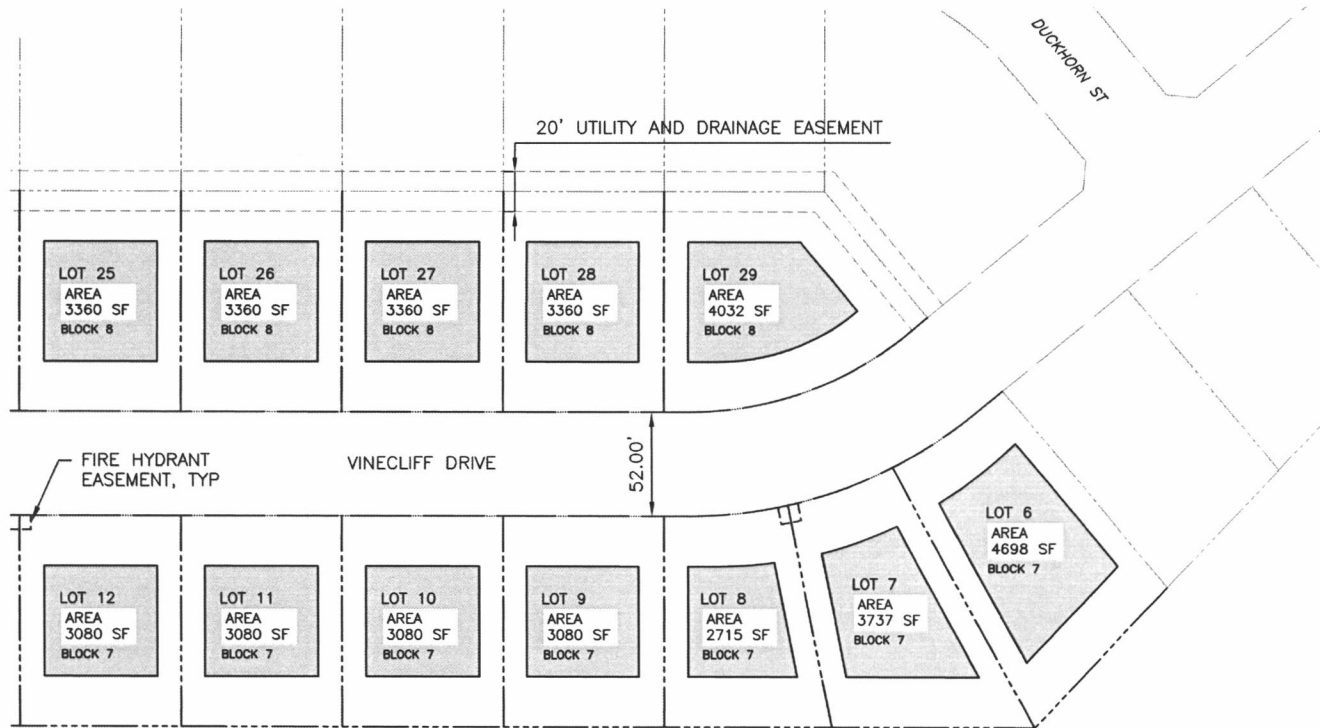 DUCKHORN ST
20' UTILITY AND DRAINAGE EASEMENT
LOT 25
AREA
3360 SF
BLOCK 8
LOT 26
AREA
3360 SF
BLOCK 8
LOT 27
AREA
3360 SF
BLOCK 8
LOT 28
AREA
3360 SF
BLOCK 8
LOT 29
AREA
4032 SF
BLOCK 8
FIRE HYDRANT
EASEMENT, TYP
VINECLIFF DRIVE
52.00'
LOT 12
AREA
3080 SF
BLOCK 7
LOT 11
AREA
3080 SF
BLOCK 7
LOT 10
AREA
3080 SF
BLOCK 7
LOT 9
AREA
3080 SF
BLOCK 7
LOT 8
AREA
2715 SF
BLOCK 7
LOT 7
AREA
3737 SF
BLOCK 7
LOT 6
AREA
4698 SF
BLOCK 7